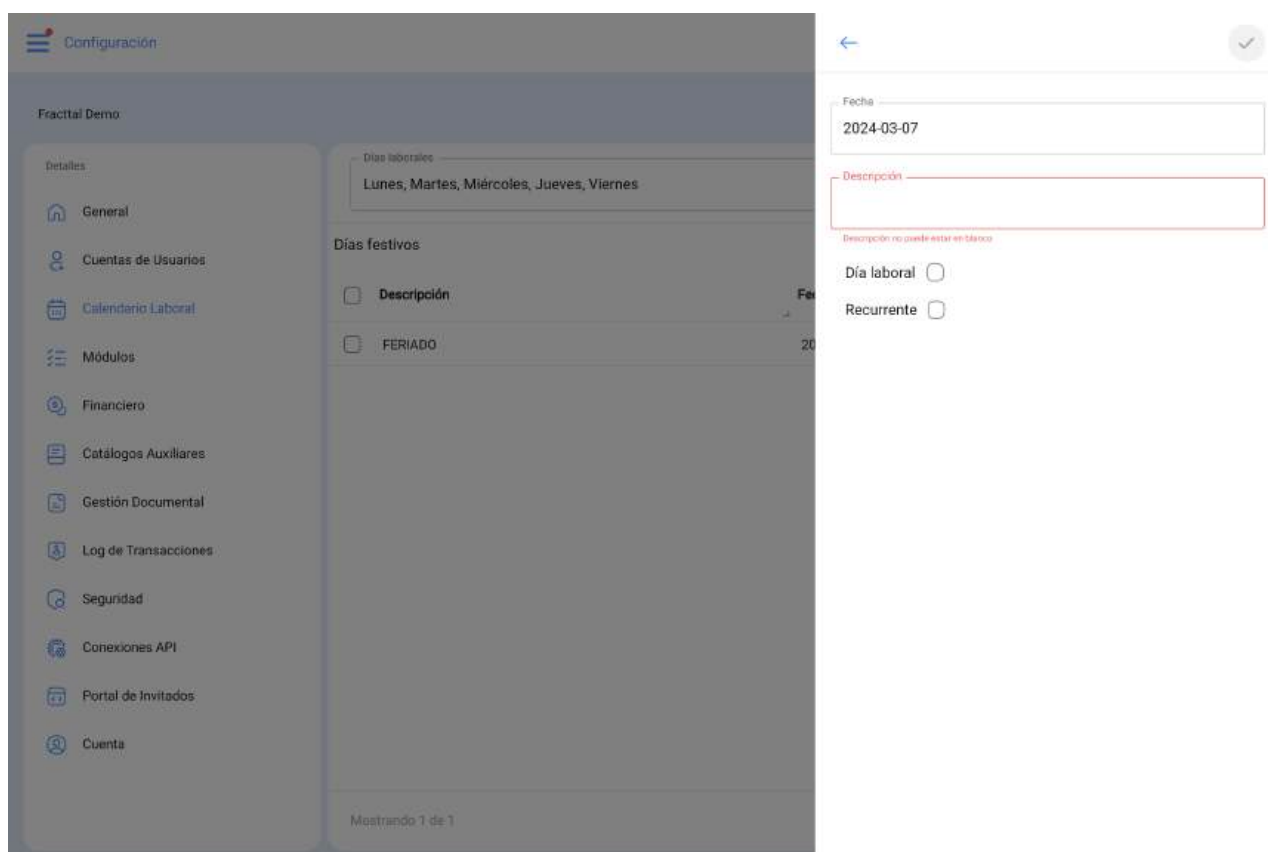 Configuración
Fracttal Demo
Detalles
General
Cuentas de Usuarios
Calendario Laboral
Módulos
Financiero
Catálogos Auxiliares
Gestión Documental
Log de Transacciones
Seguridad
Conexiones API
Portal de Invitados
Cuenta
Días laborales
Lunes, Martes, Miércoles, Jueves, Viernes
Días festivos
Descripción Fe
FERIADO 20
Mostrando 1 de 1
Fecha
2024-03-07
Descripción
Descripción no puede estar en blanco
Día laboral
Recurrente